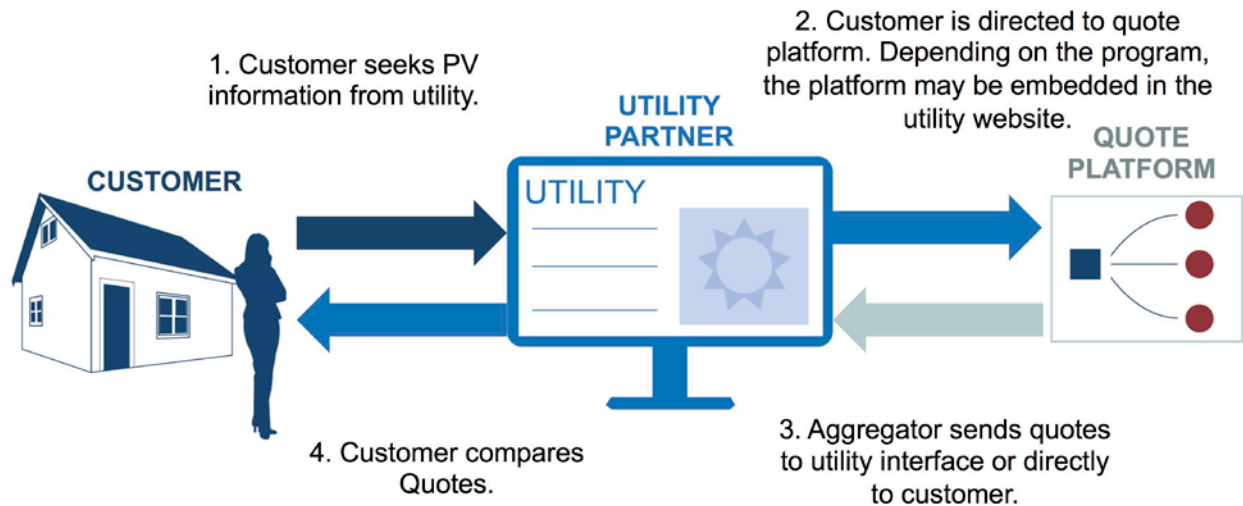 1. Customer seeks PV
information from utility.
2. Customer is directed to quote
platform. Depending on the program,
the platform may be embedded in the
utility website.
CUSTOMER
UTILITY
PARTNER
UTILITY
QUOTE
PLATFORM
4. Customer compares
Quotes.
3. Aggregator sends quotes
to utility interface or directly
to customer.